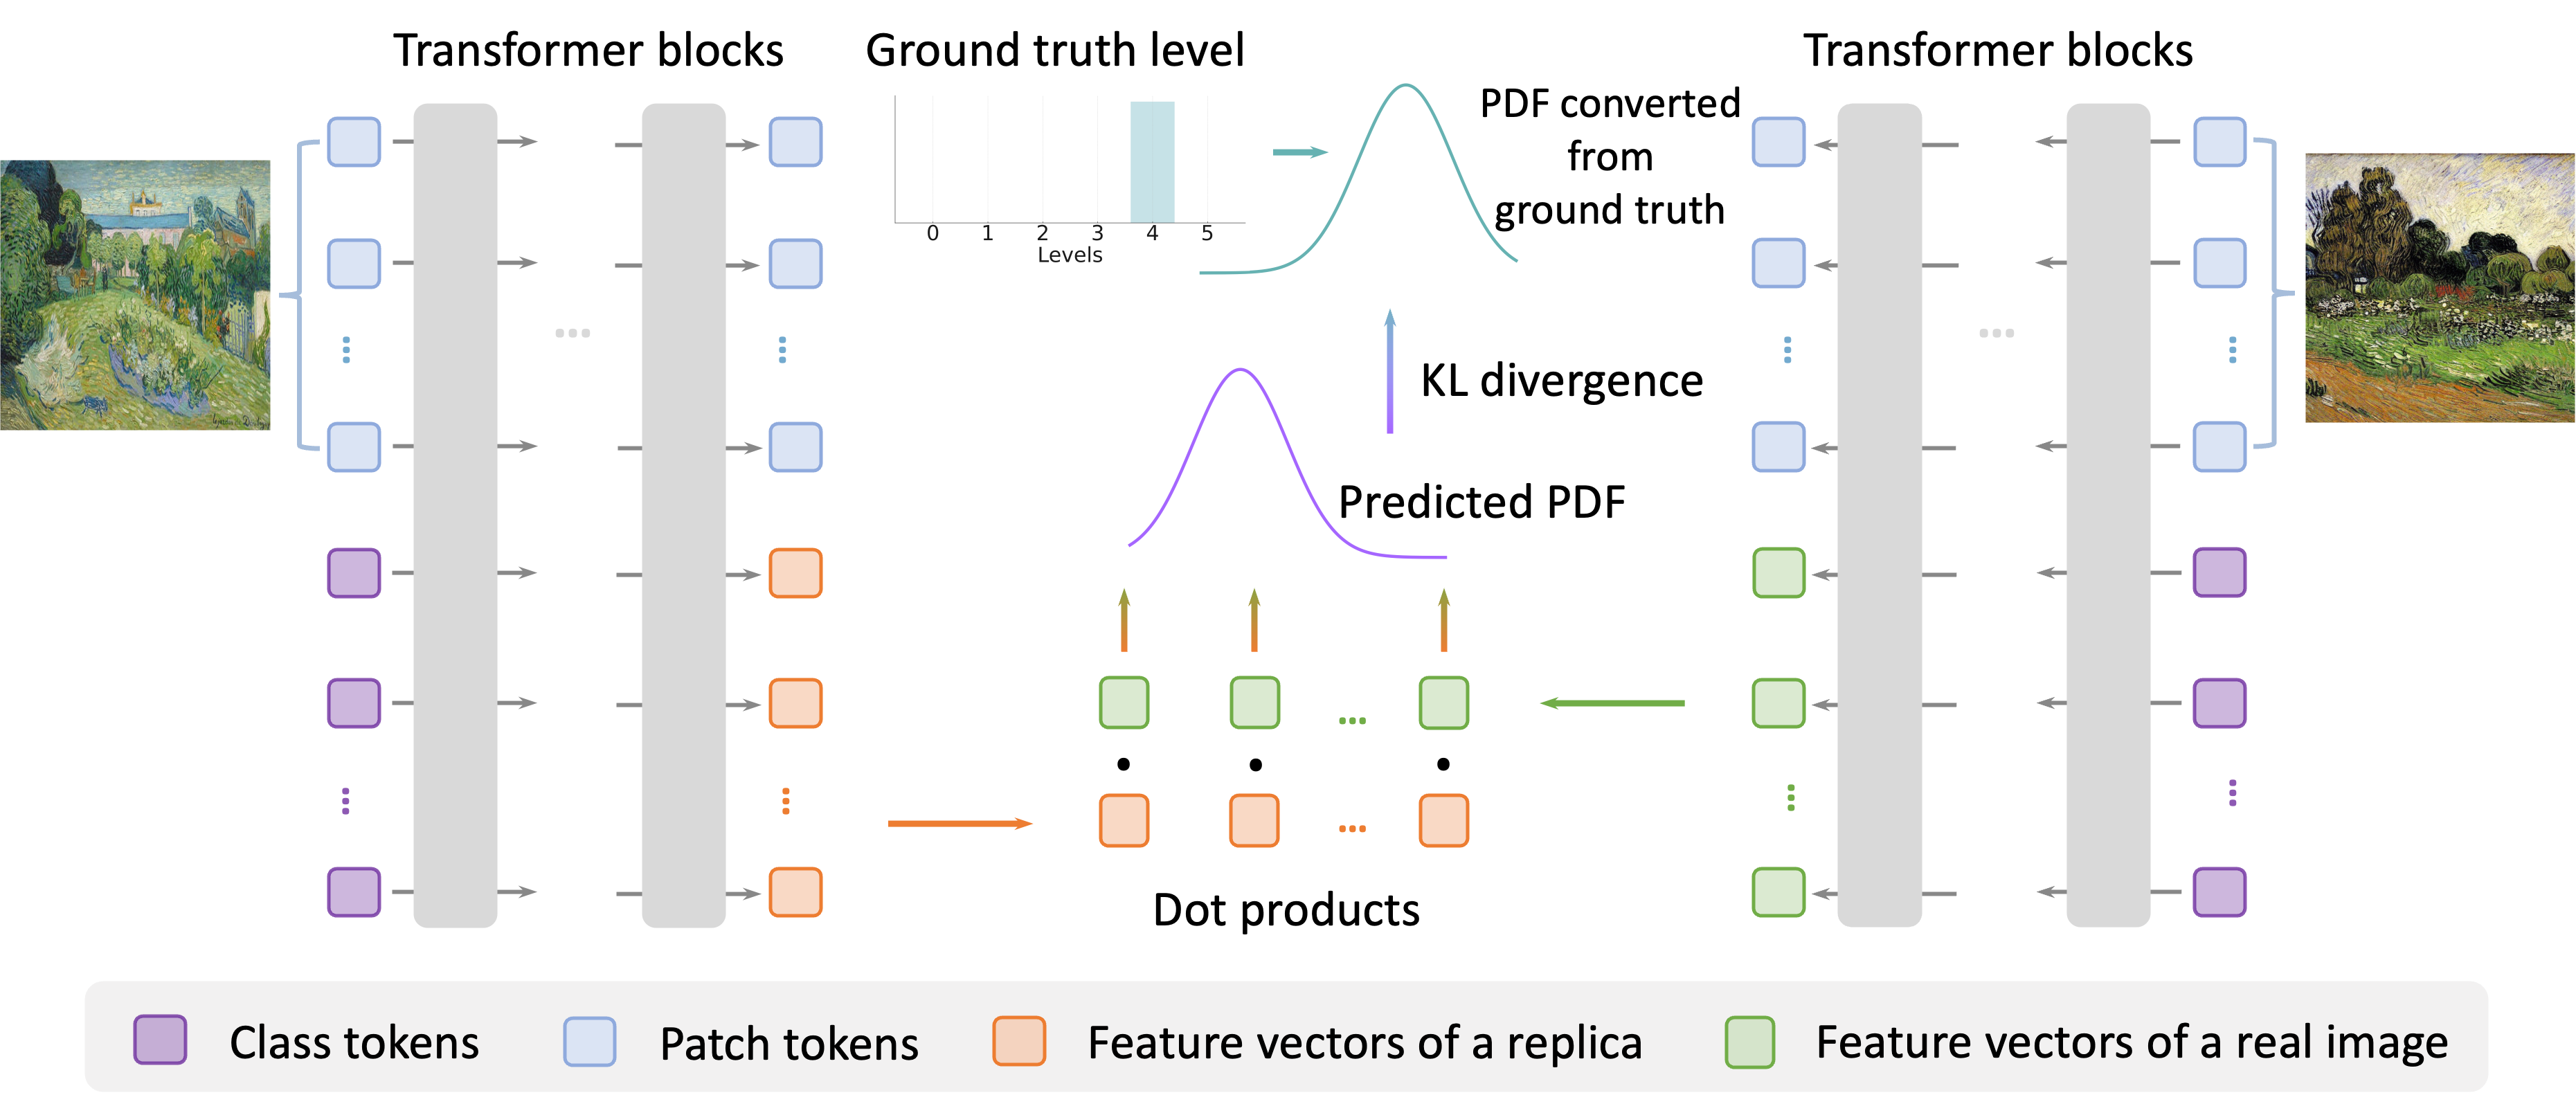 Transformer blocks
Ground truth level
Transformer blocks
PDF converted
from
ground truth
0 1 2 3 4 5
Levels
KL divergence
Predicted PDF
Dot products
Class tokens
Patch tokens
Feature vectors of a replica
Feature vectors of a real image